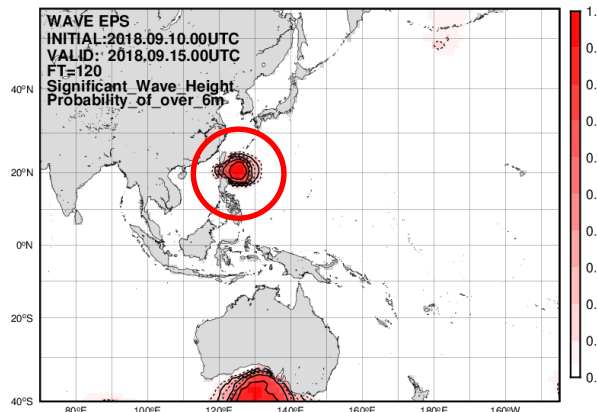 WAVE EPS
INITIAL:2018.09.10.00UTC
VALID: 2018.09.15.00UTC
FT=120
Significant_Wave_Height
Probability_of_over_6m
40°N
20°N
0°N
20°S
40°S
80°E
100°E
120°E
140°E
160°E
180°E
160°W
1.
0.
0.
0.
0.
0.
0.
0.
0.
0.
0.